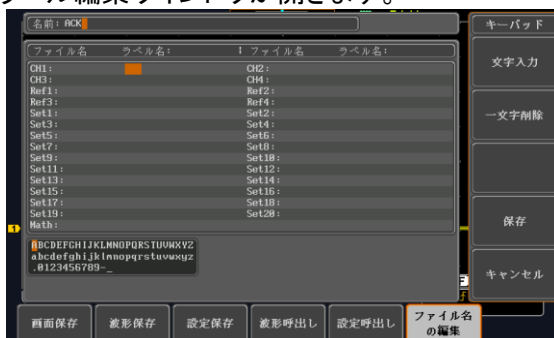 ラベル編集ウィンドウが開きます。
名前: ACK
キーパッド
ファイル名 ラベル名: ファイル名 ラベル名:
文字入力
CH1: CH2:
CH3: CH4:
Ref1: Ref2:
Ref3: Ref4:
Set1: Set2:
Set3: Set4:
一文字削除
Set5: Set6:
Set7: Set8:
Set9: Set10:
Set11: Set12:
Set13: Set14:
Set15: Set16:
Set17: Set18:
Set19: Set20:
保存
Math:
ABCDEFGHIJKLMNOPQRSTUVWXYZ
abcdefghijklmnopqrstuvwxyz
.0123456789-_
キャンセル
画面保存 波形保存 設定保存 波形呼出し 設定呼出し ファイル名
の編集